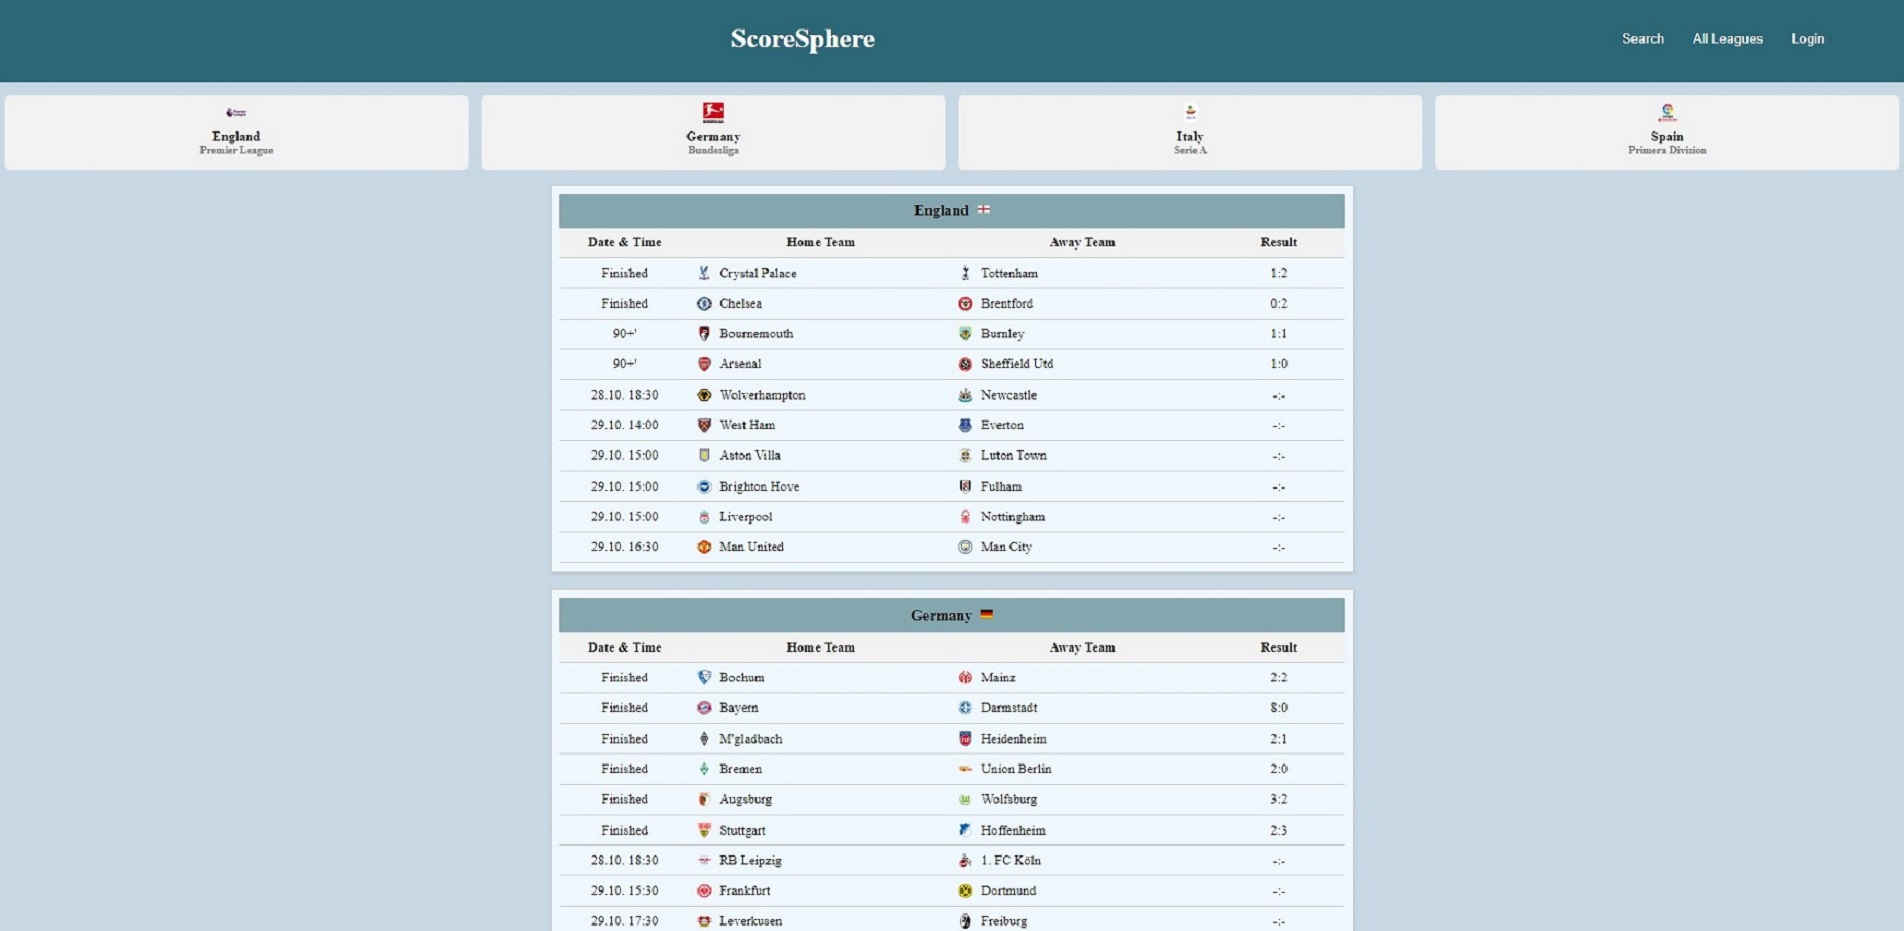 ScoreSphere
Search All Leagues Login
England Germany Italy Spain
Premier League Bundesliga Serie A Primera Division
England
Date & Time Home Team Away Team Result
Finished Crystal Palace Tottenham 1:2
Finished Chelsea Brentford 0:2
90+' Bournemouth Burnley 1:1
90+' Arsenal Sheffield Utd 1:0
28.10. 18:30 Wolverhampton Newcastle -:-
29.10. 14:00 West Ham Everton -:-
29.10. 15:00 Aston Villa Luton Town -:-
29.10. 15:00 Brighton Hove Fulham -:-
29.10. 15:00 Liverpool Nottingham -:-
29.10. 16:30 Man United Man City -:-
Germany
Date & Time Home Team Away Team Result
Finished Bochum Mainz 2:2
Finished Bayern Darmstadt 8:0
Finished M'gladbach Heidenheim 2:1
Finished Bremen Union Berlin 2:0
Finished Augsburg Wolfsburg 3:2
Finished Stuttgart Hoffenheim 2:3
28.10. 18:30 RB Leipzig 1. FC Köln -:-
29.10. 15:30 Frankfurt Dortmund -:-
29.10. 17:30 Leverkusen Freiburg -:-